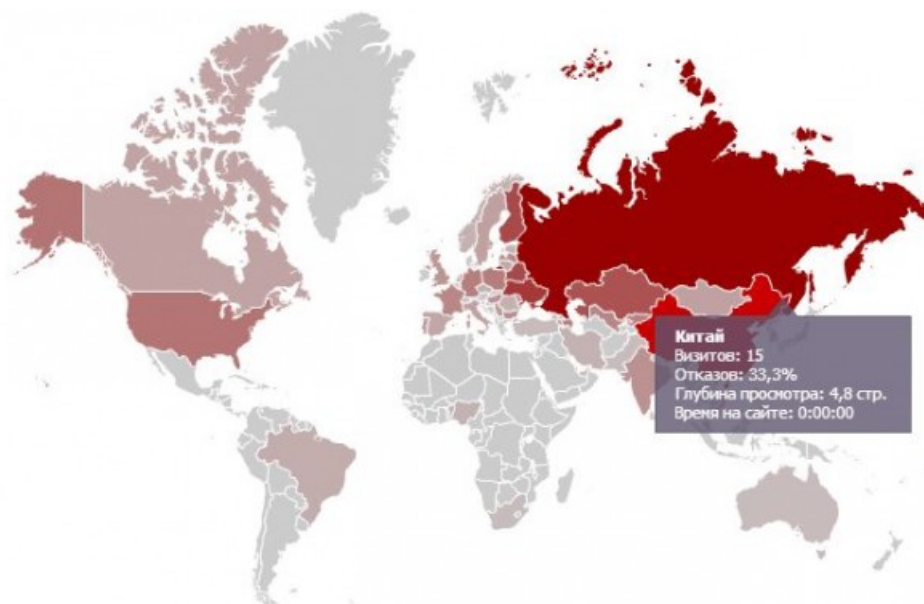 Китай
Визитов: 15
Отказов: 33,3%
Глубина просмотра: 4,8 стр.
Время на сайте: 0:00:00